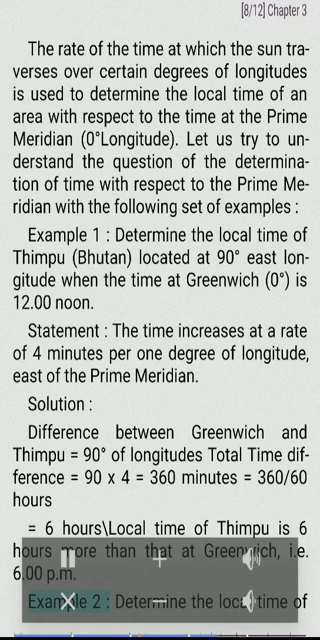 [8/12] Chapter 3
The rate of the time at which the sun tra-
verses over certain degrees of longitudes
is used to determine the local time of an
area with respect to the time at the Prime
Meridian (0°Longitude). Let us try to un-
derstand the question of the determina-
tion of time with respect to the Prime Me-
ridian with the following set of examples :
Example 1 : Determine the local time of
Thimpu (Bhutan) located at 90° east lon-
gitude when the time at Greenwich (0°) is
12.00 noon.
Statement : The time increases at a rate
of 4 minutes per one degree of longitude,
east of the Prime Meridian.
Solution :
Difference between Greenwich and
Thimpu = 90° of longitudes Total Time dif-
ference = 90 x 4 = 360 minutes = 360/60
hours
= 6 hours\Local time of Thimpu is 6
hours more than that at Greenwich, i.e.
6.00 p.m.
Example 2 : Determine the local time of